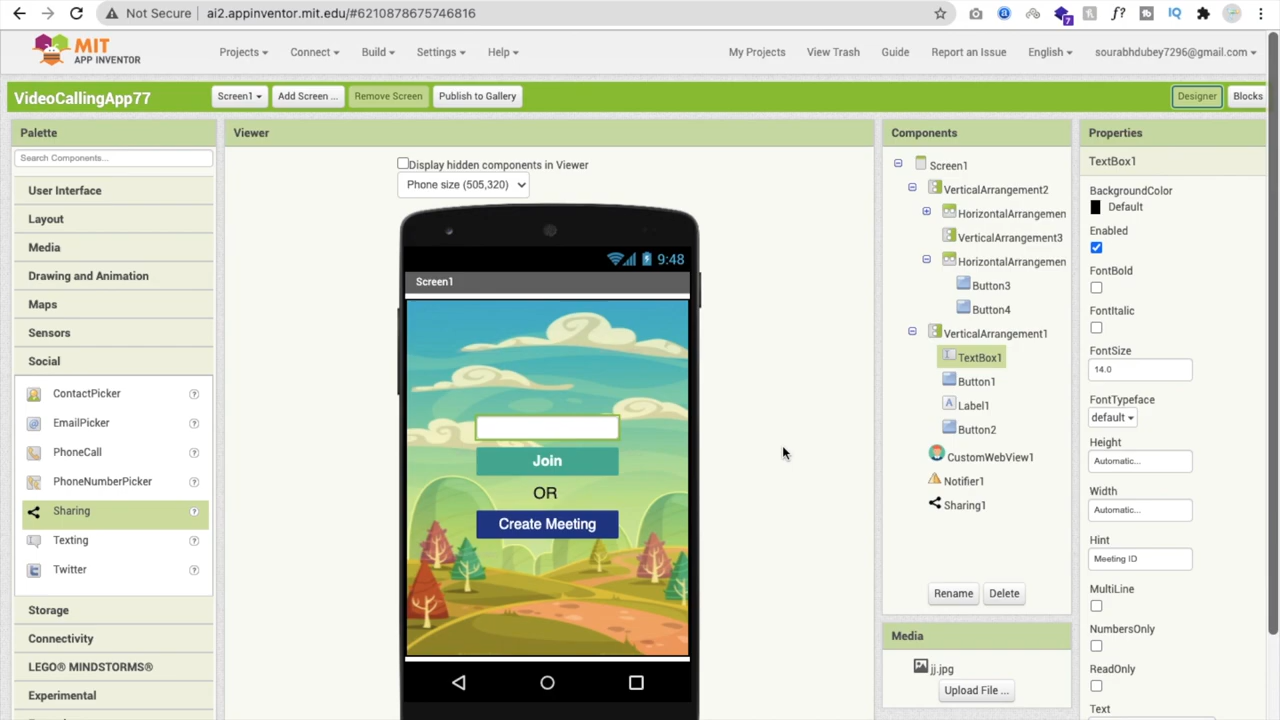 Not Secure ai2.appinventor.mit.edu/#6210878675746816
7
MIT
APP INVENTOR
Projects Connect Build Settings Help My Projects View Trash Guide Report an Issue English sourabhdubey7296@gmail.com
VideoCallingApp77 Screen1 Add Screen ... Remove Screen Publish to Gallery Designer Blocks
Palette
Search Components...
User Interface
Layout
Media
Drawing and Animation
Maps
Sensors
Social
ContactPicker ?
EmailPicker ?
PhoneCall ?
PhoneNumberPicker ?
Sharing ?
Texting ?
Twitter ?
Storage
Connectivity
LEGO® MINDSTORMS®
Experimental
Viewer
Display hidden components in Viewer
Phone size (505,320)
9:48
Screen1
Join
OR
Create Meeting
Components
Screen1
VerticalArrangement2
HorizontalArrangemen
VerticalArrangement3
HorizontalArrangemen
Button3
Button4
VerticalArrangement1
TextBox1
Button1
A Label1
Button2
CustomWebView1
Notifier1
Sharing1
Rename Delete
Media
jj.jpg
Upload File ...
Properties
TextBox1
BackgroundColor
Default
Enabled
FontBold
FontItalic
FontSize
14.0
FontTypeface
default
Height
Automatic...
Width
Automatic...
Hint
Meeting ID
MultiLine
NumbersOnly
ReadOnly
Text